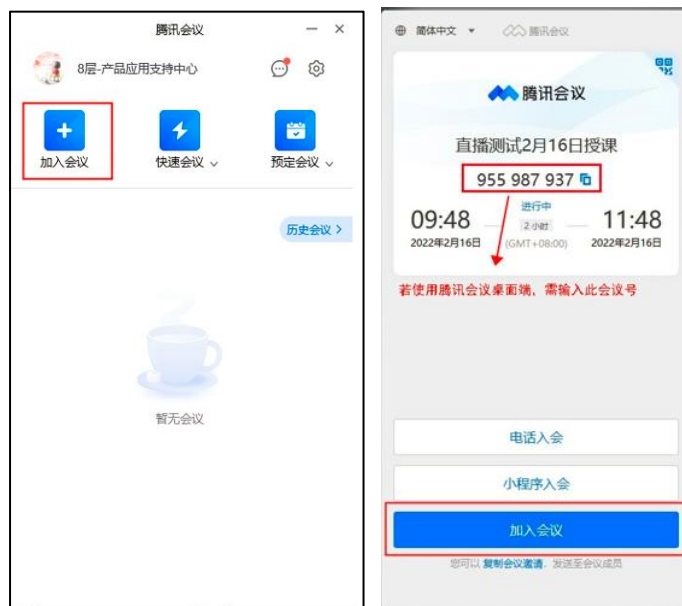 腾讯会议
8层-产品应用支持中心
加入会议
快速会议
预定会议
历史会议 >
暂无会议
简体中文
腾讯会议
腾讯会议
直播测试2月16日授课
955 987 937
进行中
09:48
2 小时
11:48
2022年2月16日
(GMT+08:00)
2022年2月16日
若使用腾讯会议桌面端，需输入此会议号
电话入会
小程序入会
加入会议
您可以 复制会议邀请，发送至会议成员